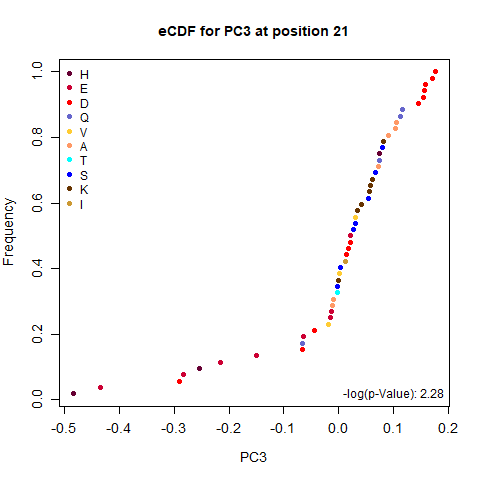 eCDF for PC3 at position 21
Frequency
1.0
0.8
0.6
0.4
0.2
0.0
H
E
D
Q
V
A
T
S
K
I
-log(p-Value): 2.28
-0.5 -0.4 -0.3 -0.2 -0.1 0.0 0.1 0.2
PC3